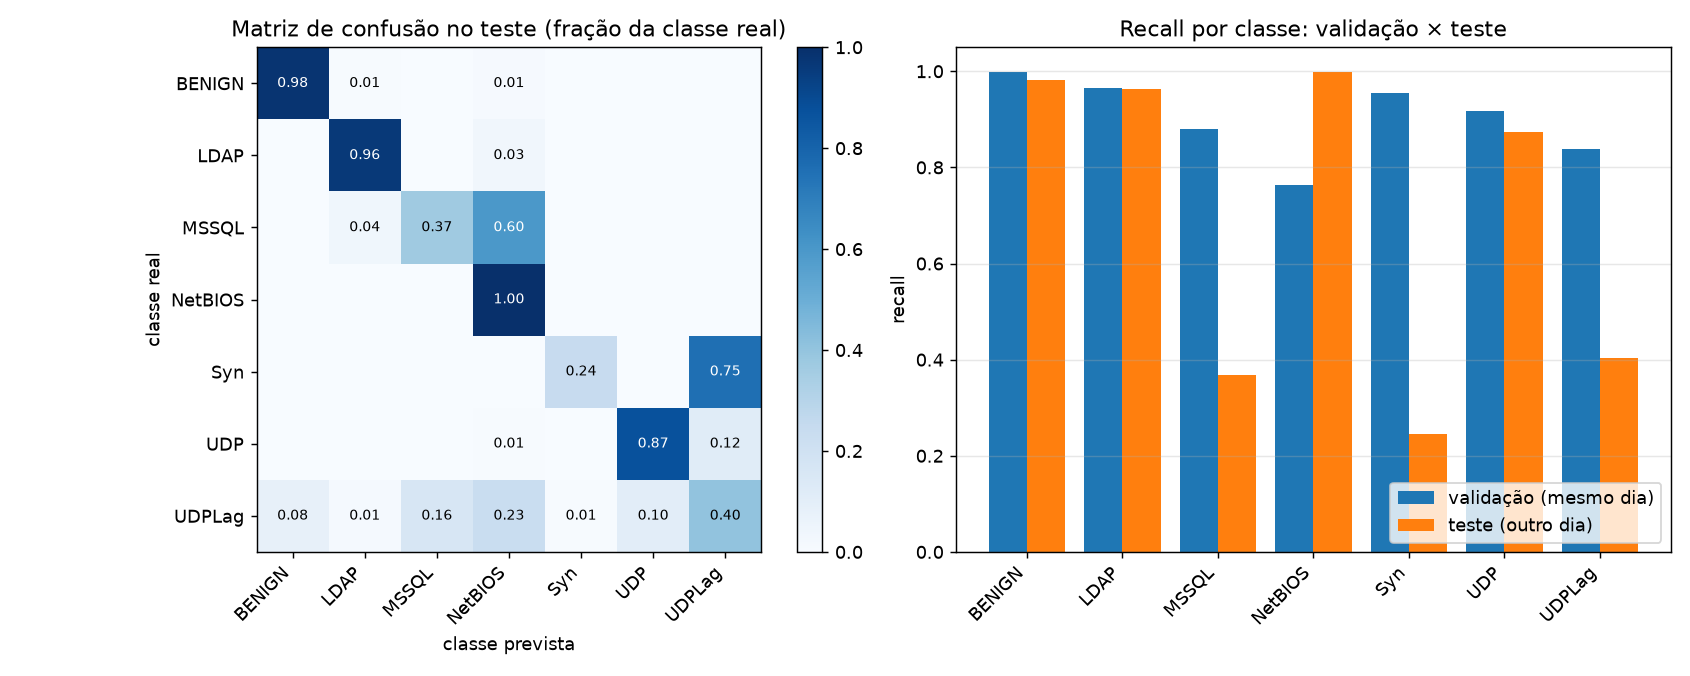 Matriz de confusão no teste (fração da classe real)
classe real
BENIGN 0.98 0.01 0.01
LDAP 0.96 0.03
MSSQL 0.04 0.37 0.60
NetBIOS 1.00
Syn 0.24 0.75
UDP 0.01 0.87 0.12
UDPLag 0.08 0.01 0.16 0.23 0.01 0.10 0.40
BENIGN LDAP MSSQL NetBIOS Syn UDP UDPLag
classe prevista
1.0
0.8
0.6
0.4
0.2
0.0
Recall por classe: validação × teste
recall
1.0
0.8
0.6
0.4
0.2
0.0
validação (mesmo dia)
teste (outro dia)
BENIGN LDAP MSSQL NetBIOS Syn UDP UDPLag